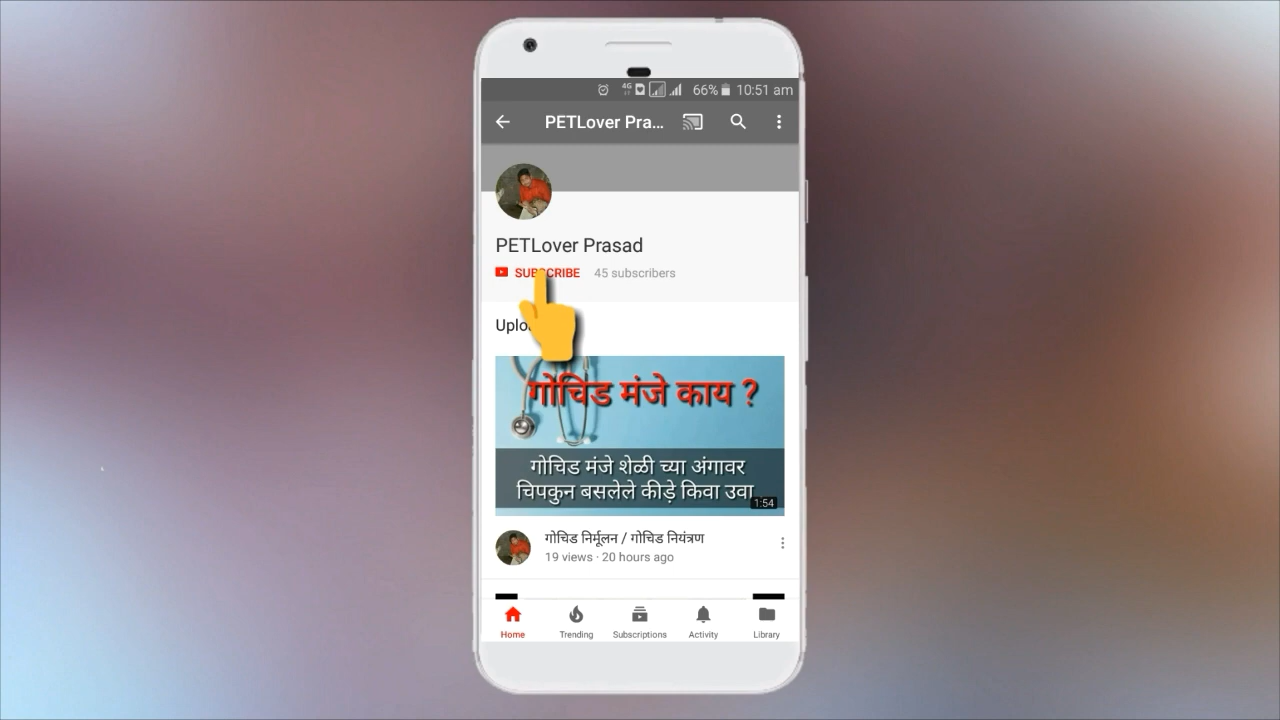 4G 66% 10:51 am
PETLover Pra...
PETLover Prasad
SUBSCRIBE 45 subscribers
गोचिड मंजे काय ?
गोचिड मंजे शेळी च्या अंगावर
चिपकुन बसलेले कीड़े किवा उवा
1:54
गोचिड निर्मूलन / गोचिड नियंत्रण
19 views · 20 hours ago
Home Trending Subscriptions Activity Library